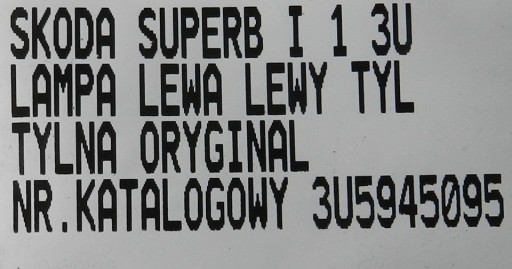 SKODA SUPERB I 1 3U
LAMPA LEWA LEWY TYL
TYLNA ORYGINAL
NR.KATALOGOWY 3U5945095